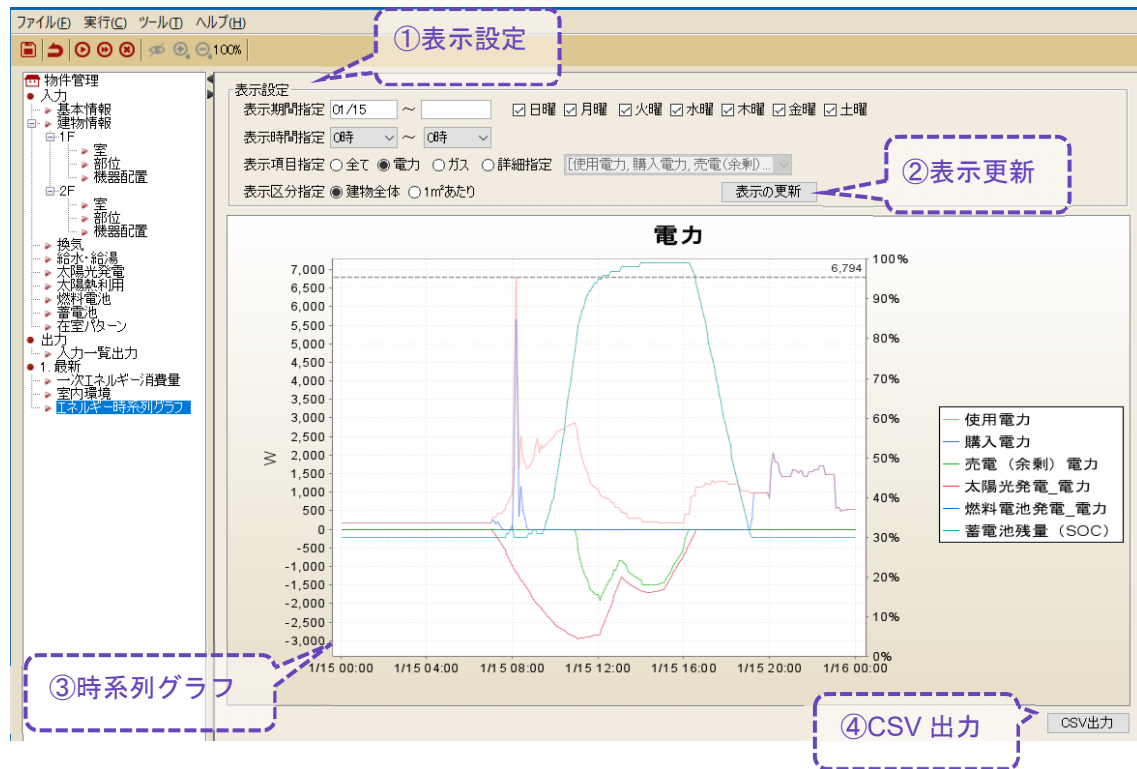 ファイル(F) 実行(C) ツール(T) ヘルプ(H)
100%
①表示設定
物件管理
入力
基本情報
建物情報
1F
室
部位
機器配置
2F
室
部位
機器配置
換気
給水・給湯
太陽光発電
太陽熱利用
燃料電池
蓄電池
在室パターン
出力
入力一覧出力
1. 最新
一次エネルギー消費量
室内環境
エネルギー時系列グラフ
表示設定
表示期間指定 01/15 ～ 日曜 月曜 火曜 水曜 木曜 金曜 土曜
表示時間指定 0時 ～ 0時
表示項目指定 全て 電力 ガス 詳細指定 [使用電力, 購入電力, 売電(余剰)...
表示区分指定 建物全体 1㎡あたり 表示の更新
②表示更新
電力
6,794
7,000
6,500
6,000
5,500
5,000
4,500
4,000
3,500
3,000
2,500
2,000
1,500
1,000
500
0
-500
-1,000
-1,500
-2,000
-2,500
-3,000
W
100%
90%
80%
70%
60%
50%
40%
30%
20%
10%
0%
1/15 00:00 1/15 04:00 1/15 08:00 1/15 12:00 1/15 16:00 1/15 20:00 1/16 00:00
使用電力
購入電力
売電（余剰）電力
太陽光発電_電力
燃料電池発電_電力
蓄電池残量（SOC）
③時系列グラフ
④CSV 出力
CSV出力